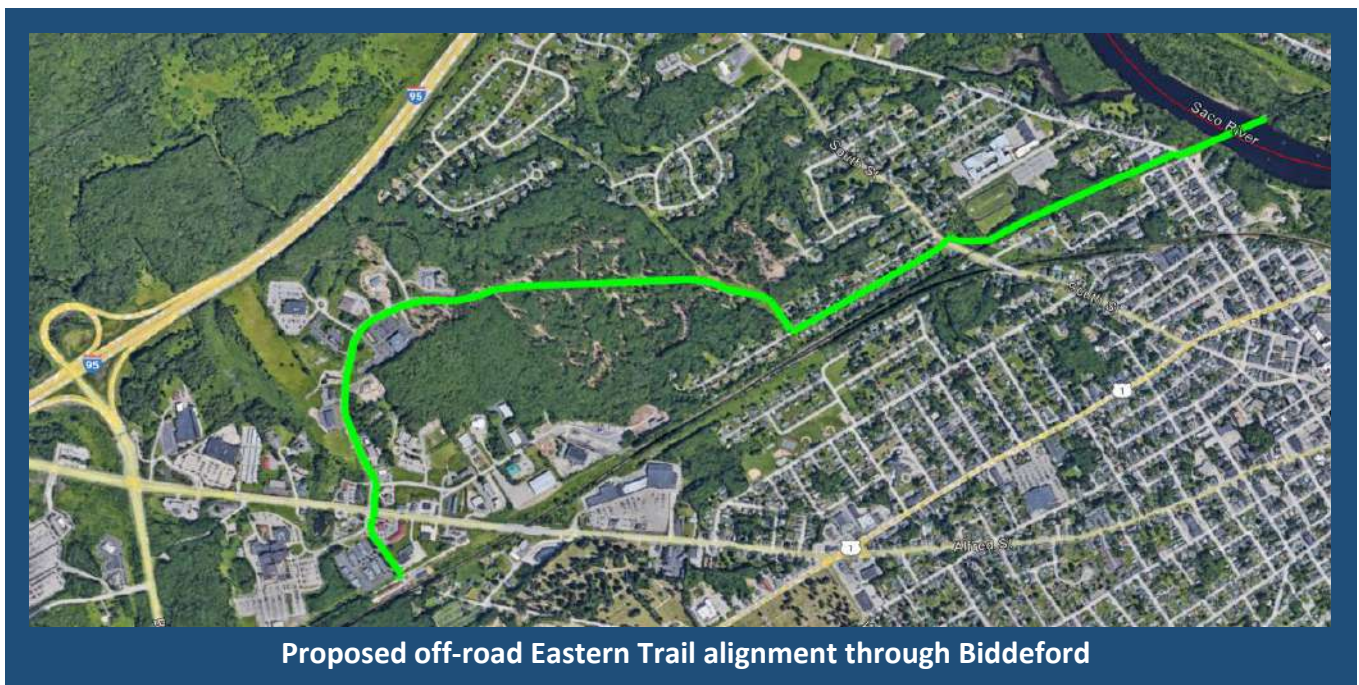 95
Saco River
South St
95
South St
1
1
Alfred St
Proposed off-road Eastern Trail alignment through Biddeford